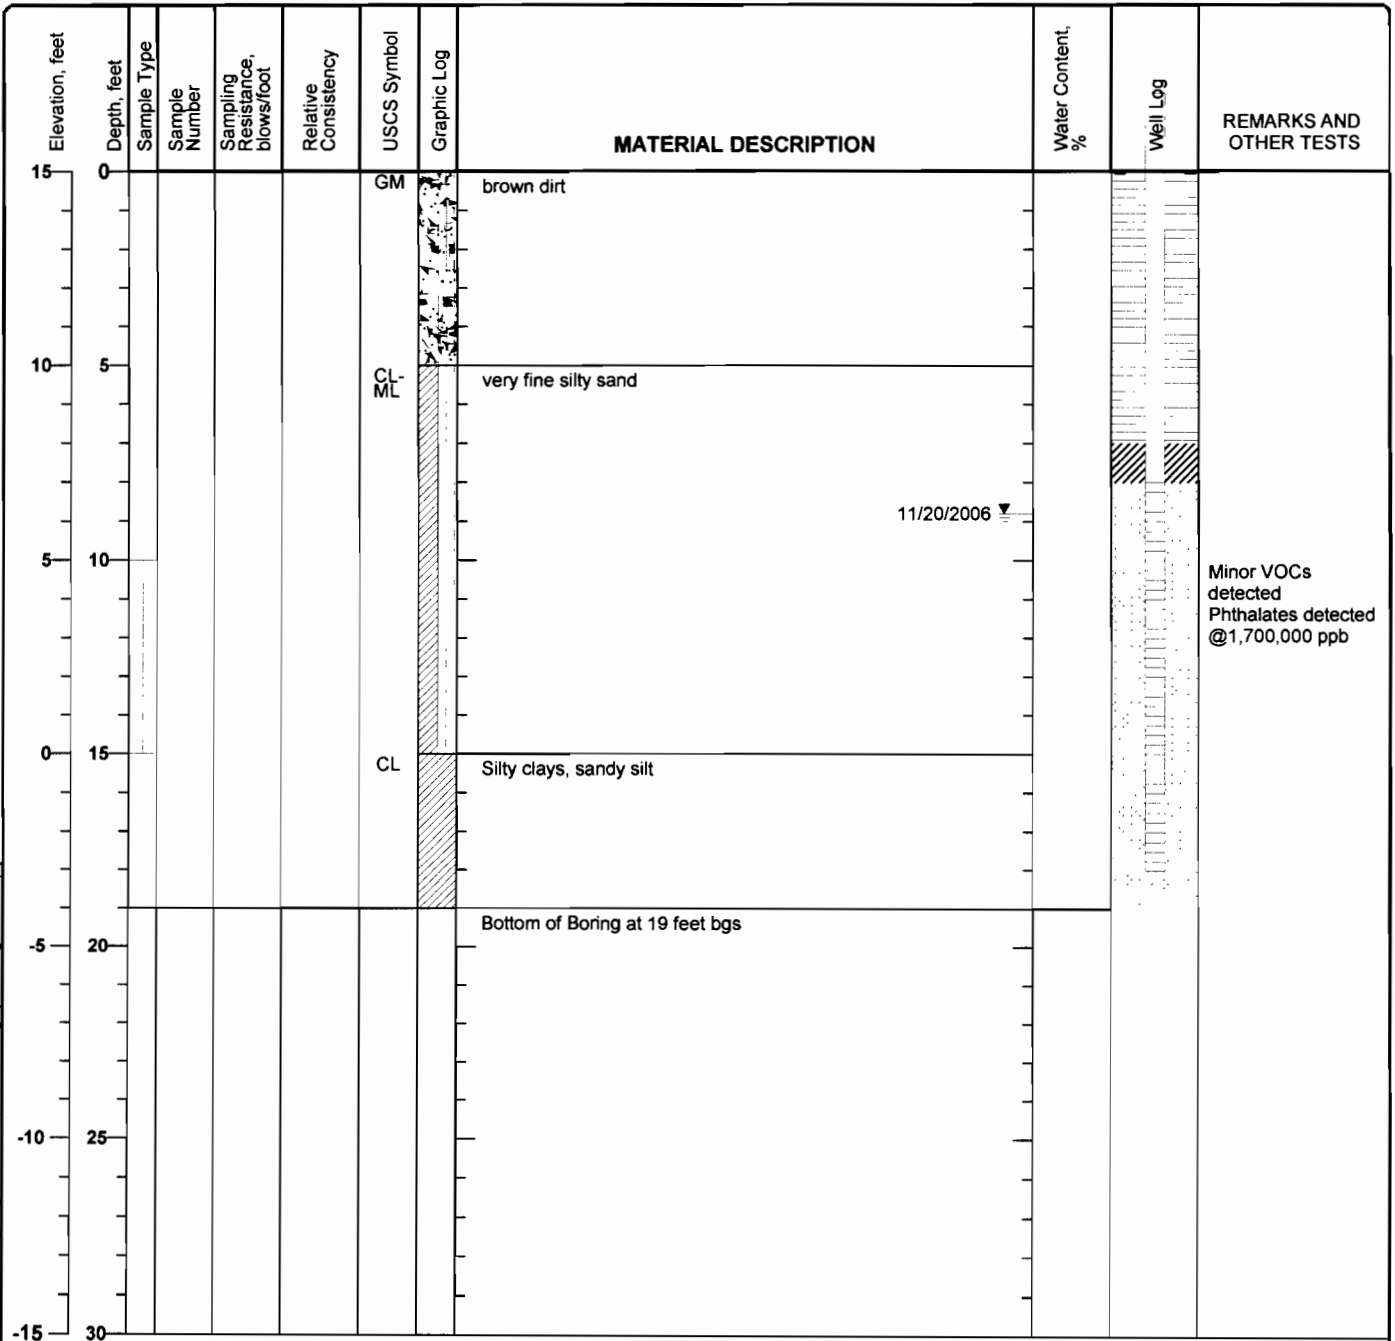 Elevation, feet
Depth, feet
Sample Type
Sample
Number
Sampling
Resistance,
blows/foot
Relative
Consistency
USCS Symbol
Graphic Log
MATERIAL DESCRIPTION
Water Content,
%
Well Log
REMARKS AND
OTHER TESTS
15 0
GM
brown dirt
10 5
CL-
ML
very fine silty sand
11/20/2006
5 10
Minor VOCs
detected
Phthalates detected
@1,700,000 ppb
0 15
CL
Silty clays, sandy silt
Bottom of Boring at 19 feet bgs
-5 20
-10 25
-15 30